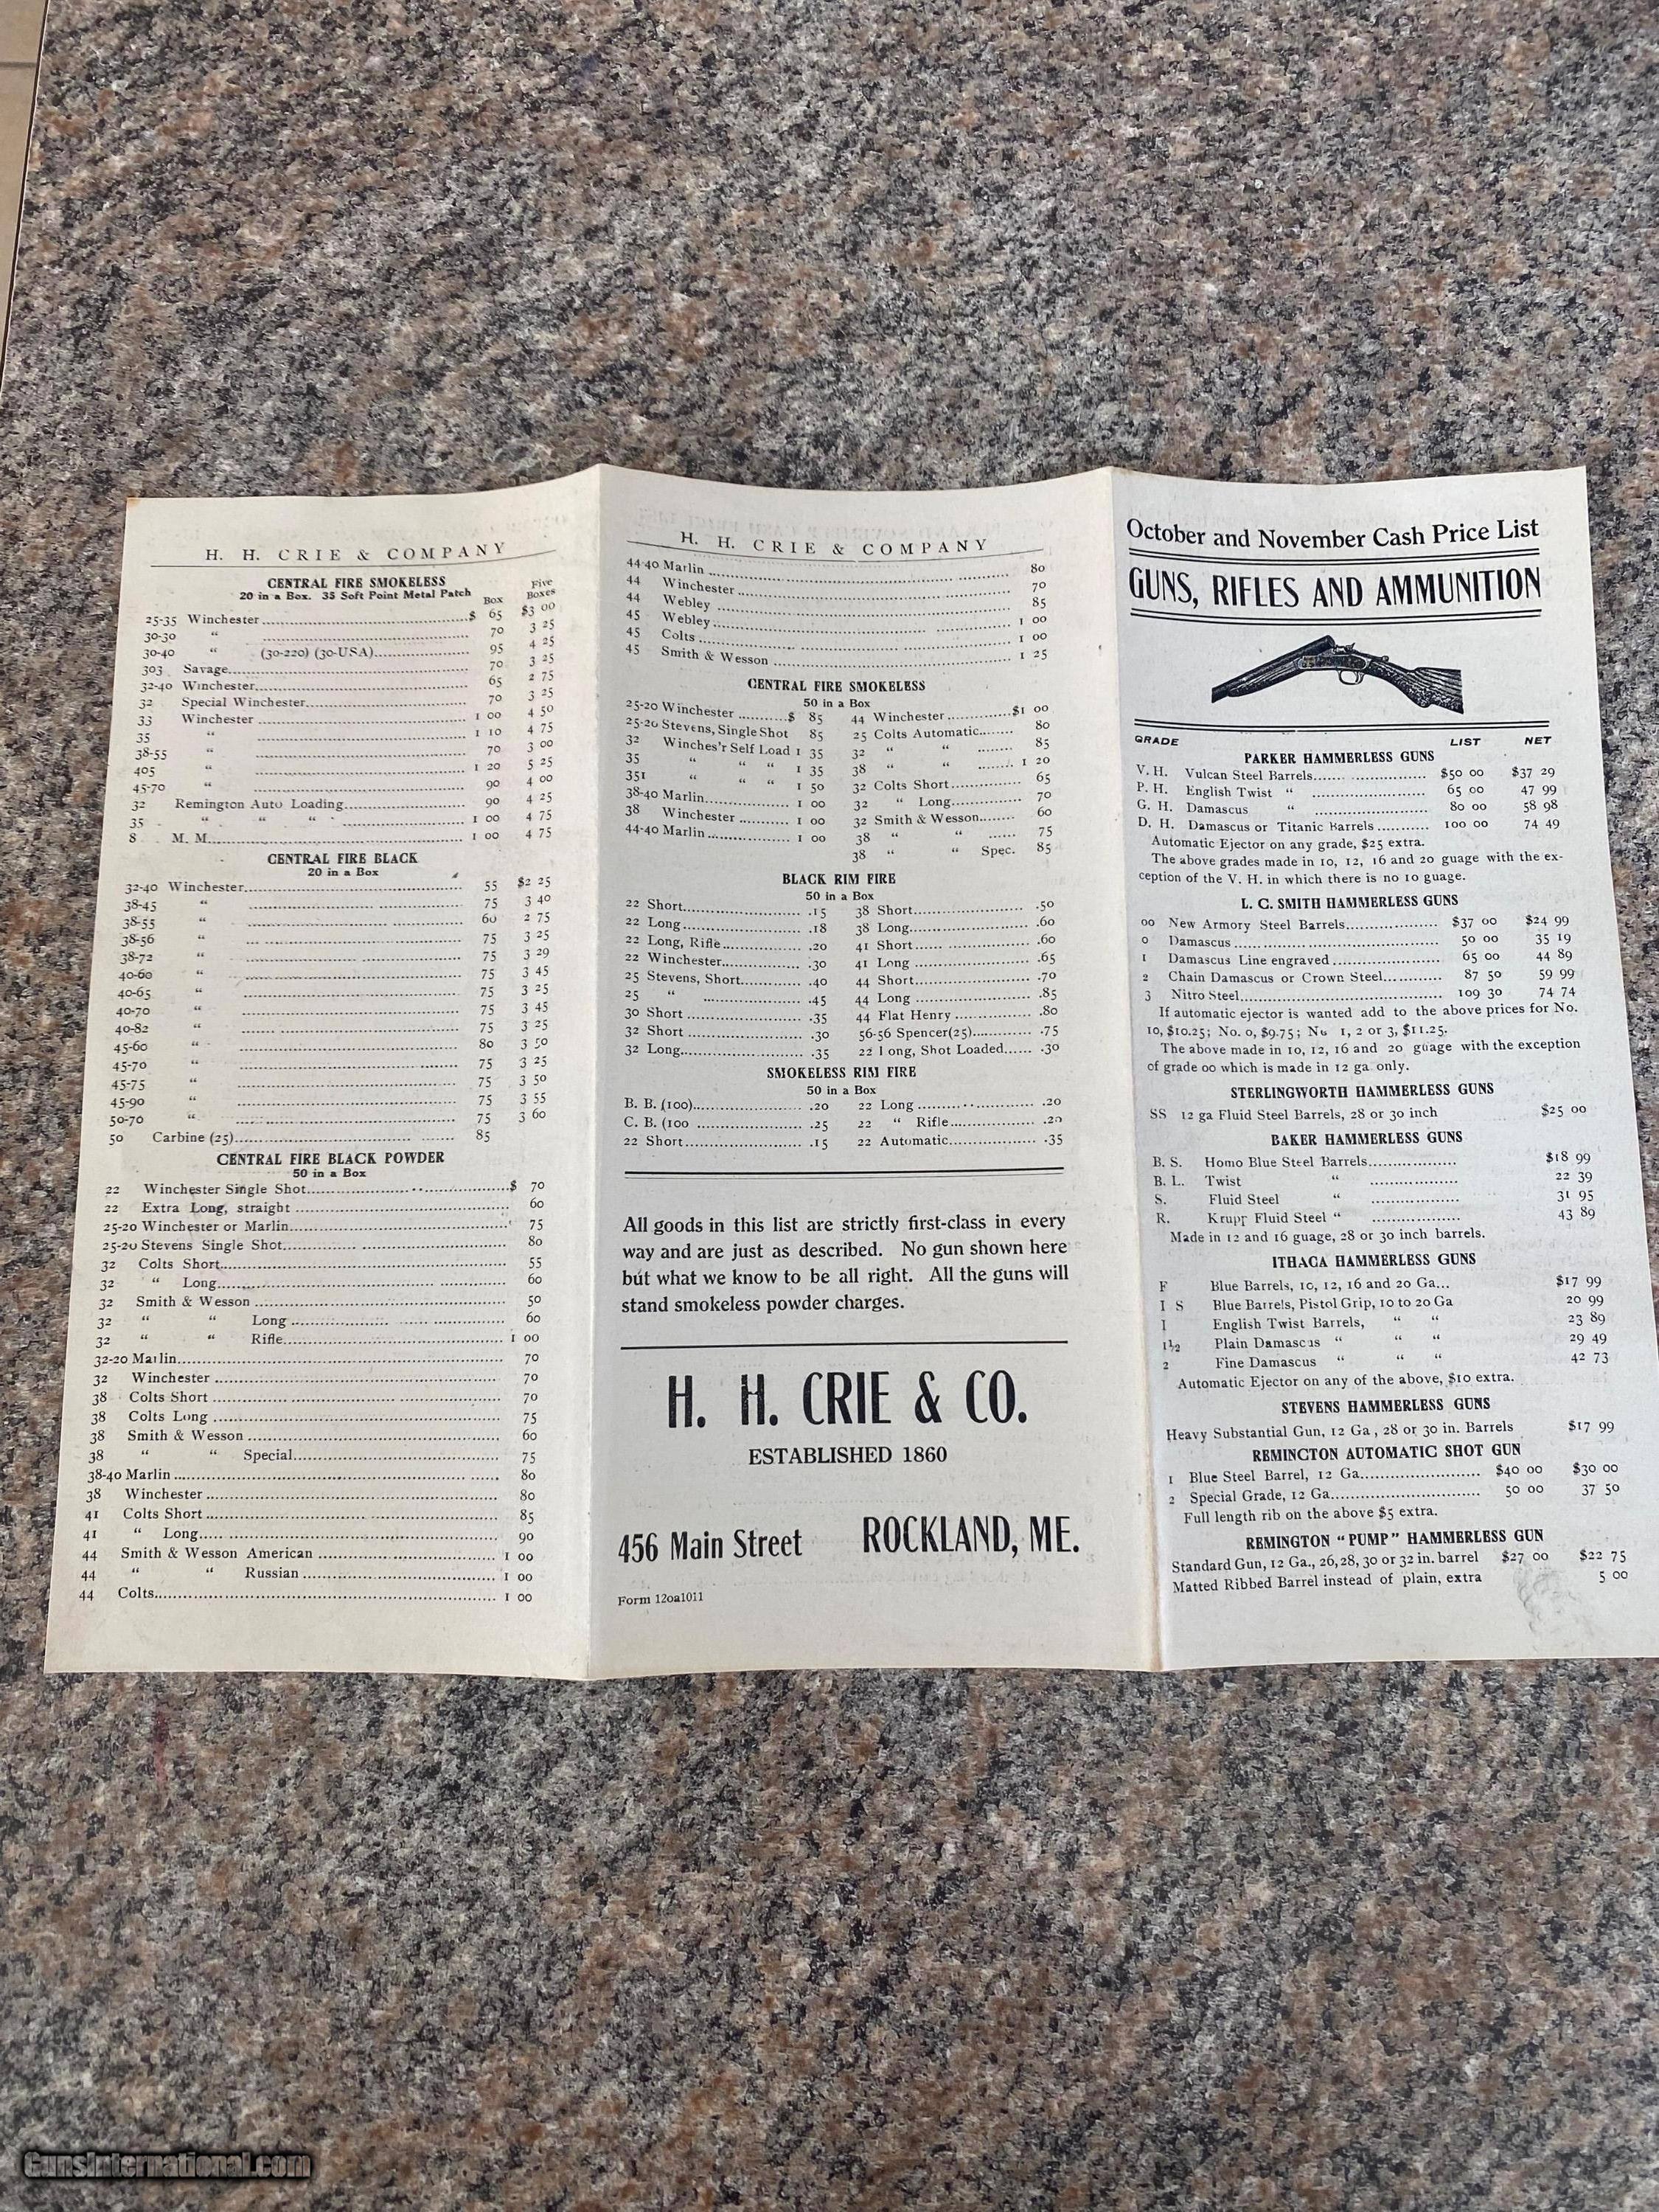 H. H. CRIE & COMPANY
CENTRAL FIRE SMOKELESS
20 in a Box. 35 Soft Point Metal Patch Box Five Boxes
25-35 Winchester $ 65 $3 00
30-30 “ 70 3 25
30-40 “ (30-220) (30-USA) 95 4 25
303 Savage 70 3 25
32-40 Winchester 65 2 75
32 Special Winchester 70 3 25
33 Winchester 1 00 4 50
35 “ 1 10 4 75
38-55 “ 70 3 00
405 “ 1 20 5 25
45-70 “ 90 4 00
32 Remington Auto Loading 90 4 25
35 “ “ “ 1 00 4 75
8 M. M. 1 00 4 75
CENTRAL FIRE BLACK
20 in a Box
32-40 Winchester 55 $2 25
38-45 “ 75 3 40
38-55 “ 60 2 75
38-56 “ 75 3 25
38-72 “ 75 3 29
40-60 “ 75 3 45
40-65 “ 75 3 25
40-70 “ 75 3 45
40-82 “ 75 3 25
45-60 “ 80 3 50
45-70 “ 75 3 25
45-75 “ 75 3 50
45-90 “ 75 3 55
50-70 “ 75 3 60
50 Carbine (25) 85
CENTRAL FIRE BLACK POWDER
50 in a Box
22 Winchester Single Shot $ 70
22 Extra Long, straight 60
25-20 Winchester or Marlin 75
25-20 Stevens Single Shot 80
32 Colts Short 55
32 “ Long 60
32 Smith & Wesson 50
32 “ “ Long 60
32 “ “ Rifle 1 00
32-20 Marlin 70
32 Winchester 70
38 Colts Short 70
38 Colts Long 75
38 Smith & Wesson 60
38 “ “ Special 75
38-40 Marlin 80
38 Winchester 80
41 Colts Short 85
41 “ Long 90
44 Smith & Wesson American 1 00
44 “ “ Russian 1 00
44 Colts 1 00
H. H. CRIE & COMPANY
44-40 Marlin 80
44 Winchester 70
44 Webley 85
45 Webley 1 00
45 Colts 1 00
45 Smith & Wesson 1 25
CENTRAL FIRE SMOKELESS
50 in a Box
25-20 Winchester $ 85 44 Winchester $1 00
25-20 Stevens, Single Shot 85 25 Colts Automatic 80
32 Winches'r Self Load 1 35 32 “ “ 85
35 “ “ “ 1 35 38 “ “ 1 20
351 “ “ “ 1 50 32 Colts Short 65
38-40 Marlin 1 00 32 “ Long 70
38 Winchester 1 00 32 Smith & Wesson 60
44-40 Marlin 1 00 38 “ “ 75
38 “ “ Spec. 85
BLACK RIM FIRE
50 in a Box
22 Short .15 38 Short .50
22 Long .18 38 Long .60
22 Long, Rifle .20 41 Short .60
22 Winchester .30 41 Long .65
25 Stevens, Short .40 44 Short .70
25 “ .45 44 Long .85
30 Short .35 44 Flat Henry .80
32 Short .30 56-56 Spencer(25) .75
32 Long .35 22 Long, Shot Loaded .30
SMOKELESS RIM FIRE
50 in a Box
B. B. (100) .20 22 Long .20
C. B. (100 .25 22 “ Rifle .20
22 Short .15 22 Automatic .35
All goods in this list are strictly first-class in every
way and are just as described. No gun shown here
but what we know to be all right. All the guns will
stand smokeless powder charges.
H. H. CRIE & CO.
ESTABLISHED 1860
456 Main Street ROCKLAND, ME.
Form 12oa1011
October and November Cash Price List
GUNS, RIFLES AND AMMUNITION
GRADE LIST NET
PARKER HAMMERLESS GUNS
V. H. Vulcan Steel Barrels $50 00 $37 29
P. H. English Twist “ 65 00 47 99
G. H. Damascus “ 80 00 58 98
D. H. Damascus or Titanic Barrels 100 00 74 49
Automatic Ejector on any grade, $25 extra.
The above grades made in 10, 12, 16 and 20 guage with the ex-
ception of the V. H. in which there is no 10 guage.
L. C. SMITH HAMMERLESS GUNS
00 New Armory Steel Barrels $37 00 $24 99
0 Damascus 50 00 35 19
1 Damascus Line engraved 65 00 44 89
2 Chain Damascus or Crown Steel 87 50 59 99
3 Nitro Steel 109 30 74 74
If automatic ejector is wanted add to the above prices for No.
10, $10.25; No. 0, $9.75; No 1, 2 or 3, $11.25.
The above made in 10, 12, 16 and 20 guage with the exception
of grade 00 which is made in 12 ga only.
STERLINGWORTH HAMMERLESS GUNS
SS 12 ga Fluid Steel Barrels, 28 or 30 inch $25 00
BAKER HAMMERLESS GUNS
B. S. Homo Blue Steel Barrels $18 99
B. L. Twist “ 22 39
S. Fluid Steel “ 31 95
R. Krupp Fluid Steel “ 43 89
Made in 12 and 16 guage, 28 or 30 inch barrels.
ITHACA HAMMERLESS GUNS
F Blue Barrels, 10, 12, 16 and 20 Ga... $17 99
I S Blue Barrels, Pistol Grip, 10 to 20 Ga 20 99
I English Twist Barrels, “ “ 23 89
1½ Plain Damascus “ “ “ 29 49
2 Fine Damascus “ “ “ 42 73
Automatic Ejector on any of the above, $10 extra.
STEVENS HAMMERLESS GUNS
Heavy Substantial Gun, 12 Ga, 28 or 30 in. Barrels $17 99
REMINCTON AUTOMATIC SHOT GUN
1 Blue Steel Barrel, 12 Ga $40 00 $30 00
2 Special Grade, 12 Ga 50 00 37 50
Full length rib on the above $5 extra.
REMINGTON “PUMP” HAMMERLESS GUN
Standard Gun, 12 Ga., 26,28, 30 or 32 in. barrel $27 00 $22 75
Matted Ribbed Barrel instead of plain, extra 5 00
GunsInternational.com